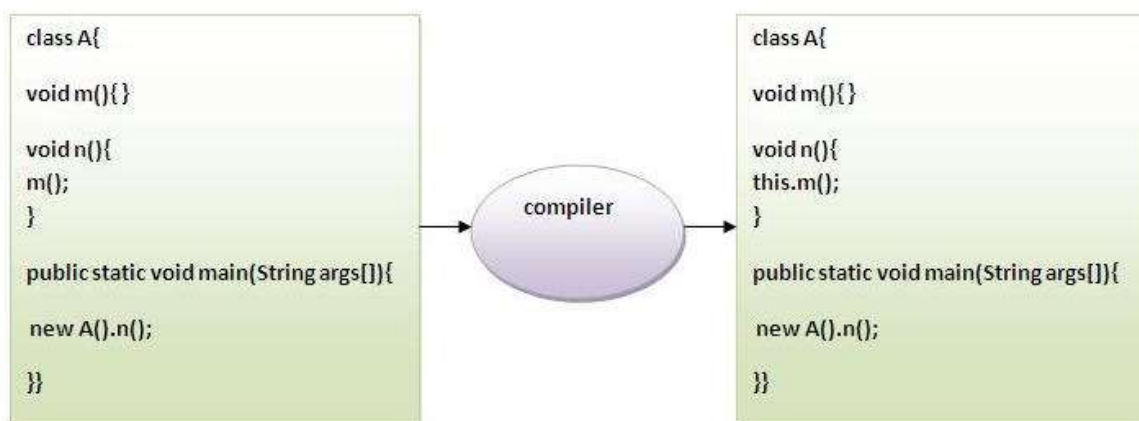 class A{
void m(){ }
void n(){
m();
}
public static void main(String args[]){
new A().n();
}}
compiler
class A{
void m(){ }
void n(){
this.m();
}
public static void main(String args[]){
new A().n();
}}